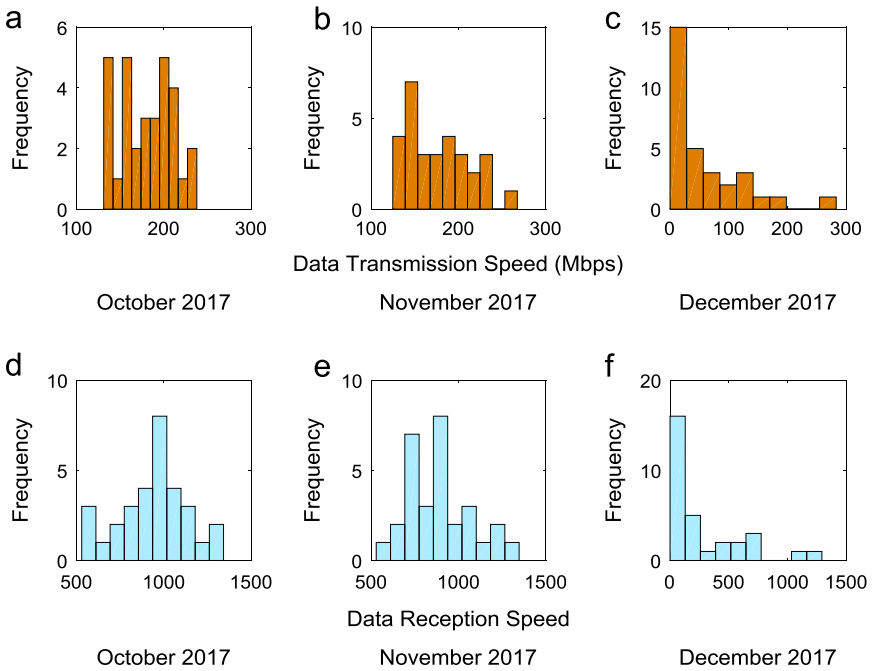 a
b
c
6
4
2
0
Frequency
100
200
300
10
5
0
Frequency
100
200
300
15
10
5
0
Frequency
0
100
200
300
Data Transmission Speed (Mbps)
October 2017
November 2017
December 2017
d
e
f
10
5
0
Frequency
500
1000
1500
10
5
0
Frequency
500
1000
1500
20
10
0
Frequency
0
500
1000
1500
Data Reception Speed
October 2017
November 2017
December 2017